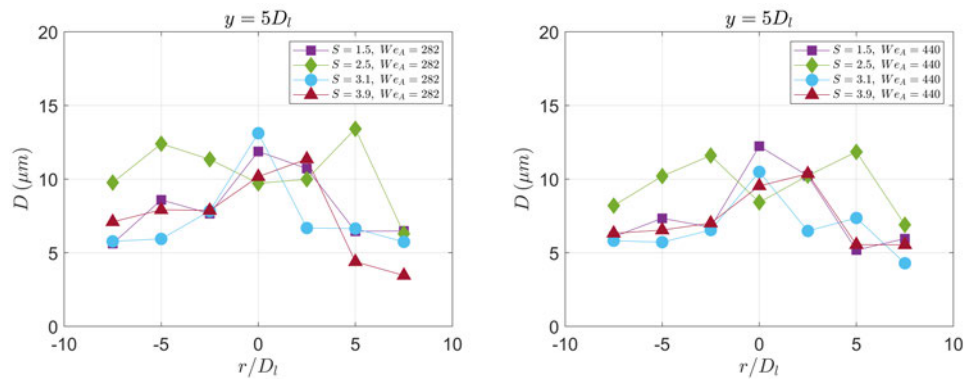 y = 5D_l
20
15
10
5
0
D (μm)
-10
-5
0
5
10
r/D_l
S = 1.5, We_A = 282
S = 2.5, We_A = 282
S = 3.1, We_A = 282
S = 3.9, We_A = 282
y = 5D_l
20
15
10
5
0
D (μm)
-10
-5
0
5
10
r/D_l
S = 1.5, We_A = 440
S = 2.5, We_A = 440
S = 3.1, We_A = 440
S = 3.9, We_A = 440